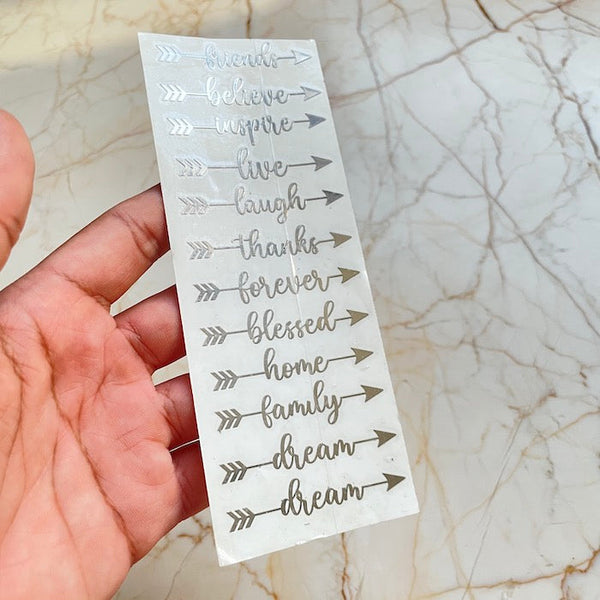 friends
believe
inspire
live
laugh
thanks
forever
blessed
home
family
dream
dream